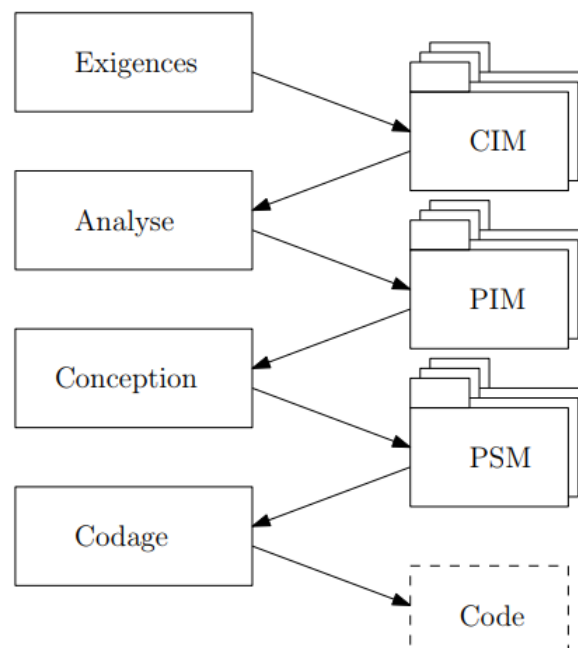 Exigences
CIM
Analyse
PIM
Conception
PSM
Codage
Code